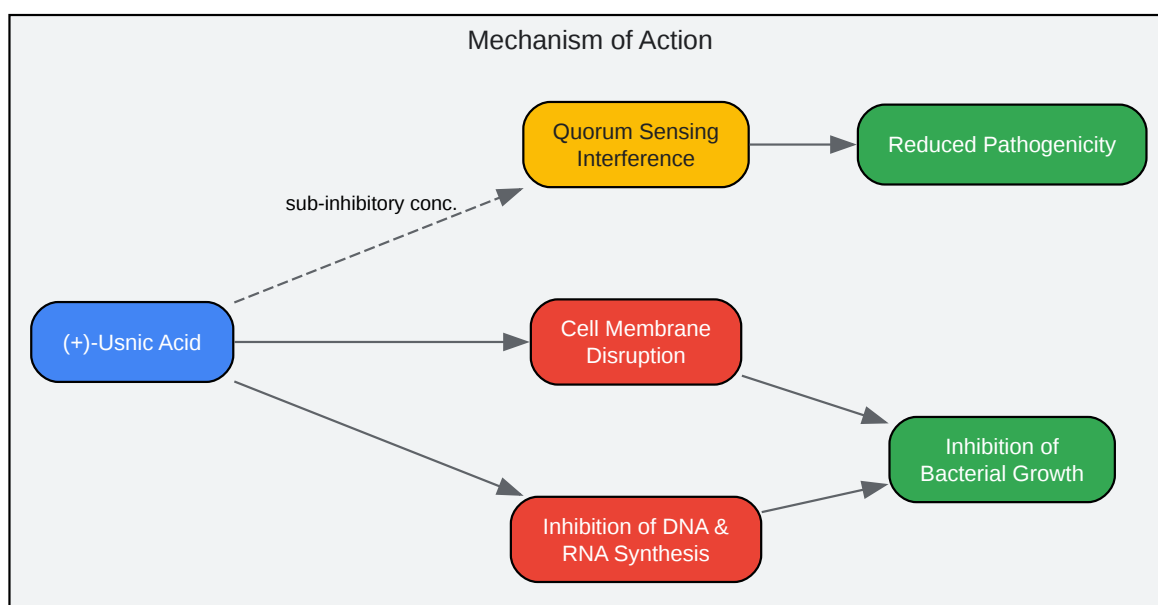 Mechanism of Action
Quorum Sensing
Interference
Reduced Pathogenicity
sub-inhibitory conc.
(+)-Usnic Acid
Cell Membrane
Disruption
Inhibition of
Bacterial Growth
Inhibition of DNA &
RNA Synthesis